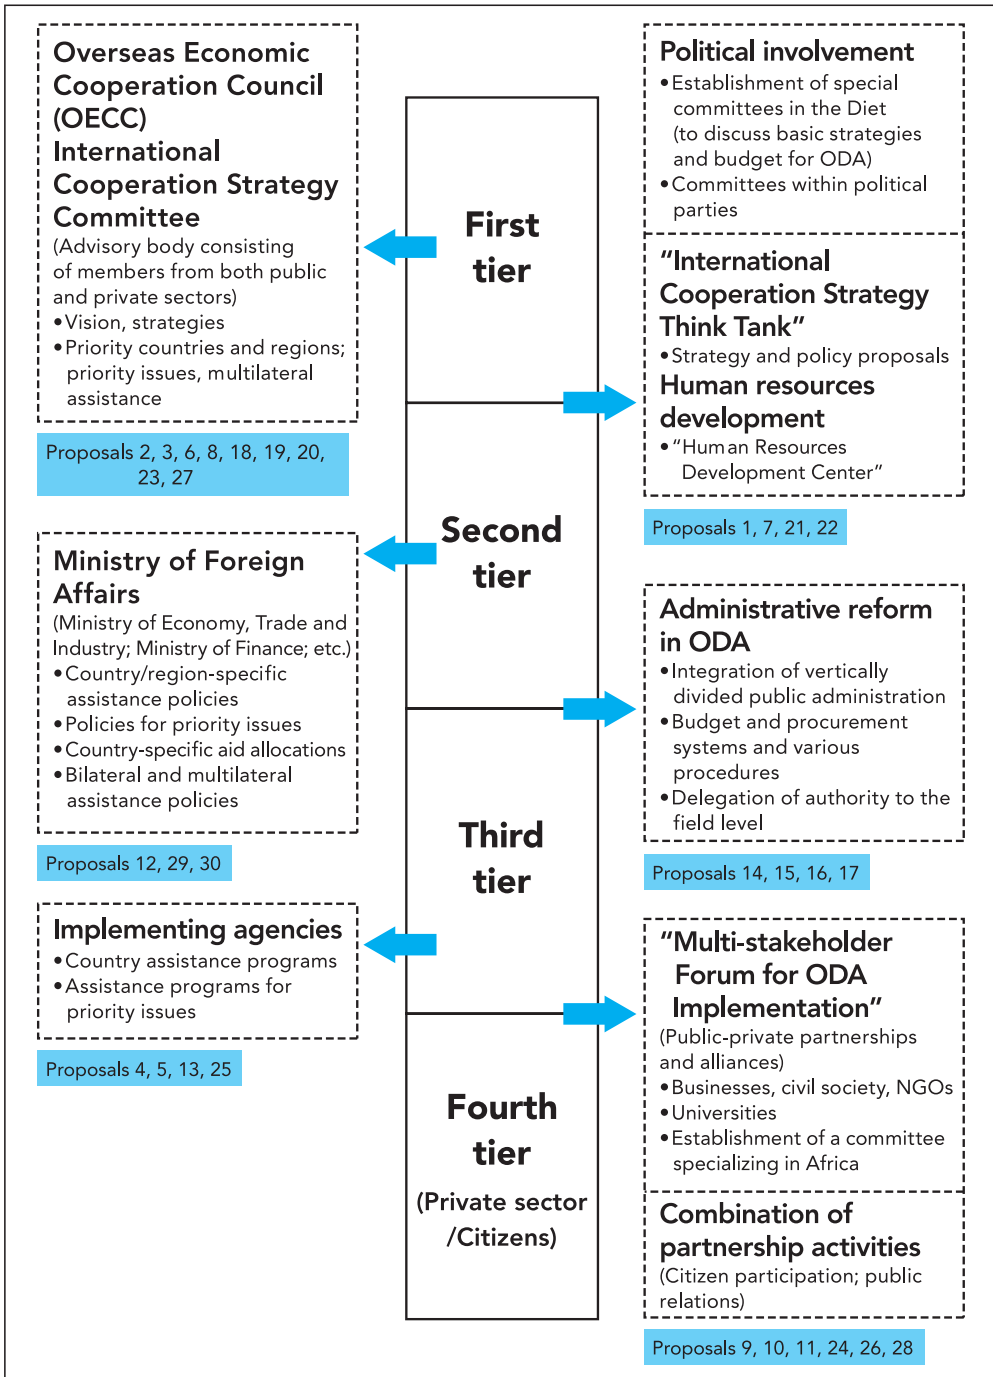 Overseas Economic
Cooperation Council
(OECC)
International
Cooperation Strategy
Committee
(Advisory body consisting
of members from both public
and private sectors)
•Vision, strategies
•Priority countries and regions;
priority issues, multilateral
assistance
Proposals 2, 3, 6, 8, 18, 19, 20,
23, 27
Ministry of Foreign
Affairs
(Ministry of Economy, Trade and
Industry; Ministry of Finance; etc.)
•Country/region-specific
assistance policies
•Policies for priority issues
•Country-specific aid allocations
•Bilateral and multilateral
assistance policies
Proposals 12, 29, 30
Implementing agencies
•Country assistance programs
•Assistance programs for
priority issues
Proposals 4, 5, 13, 25
First
tier
Second
tier
Third
tier
Fourth
tier
(Private sector
/Citizens)
Political involvement
•Establishment of special
committees in the Diet
(to discuss basic strategies
and budget for ODA)
•Committees within political
parties
“International
Cooperation Strategy
Think Tank”
•Strategy and policy proposals
Human resources
development
•“Human Resources
Development Center”
Proposals 1, 7, 21, 22
Administrative reform
in ODA
•Integration of vertically
divided public administration
•Budget and procurement
systems and various
procedures
•Delegation of authority to the
field level
Proposals 14, 15, 16, 17
“Multi-stakeholder
Forum for ODA
Implementation”
(Public-private partnerships
and alliances)
•Businesses, civil society, NGOs
•Universities
•Establishment of a committee
specializing in Africa
Combination of
partnership activities
(Citizen participation; public
relations)
Proposals 9, 10, 11, 24, 26, 28